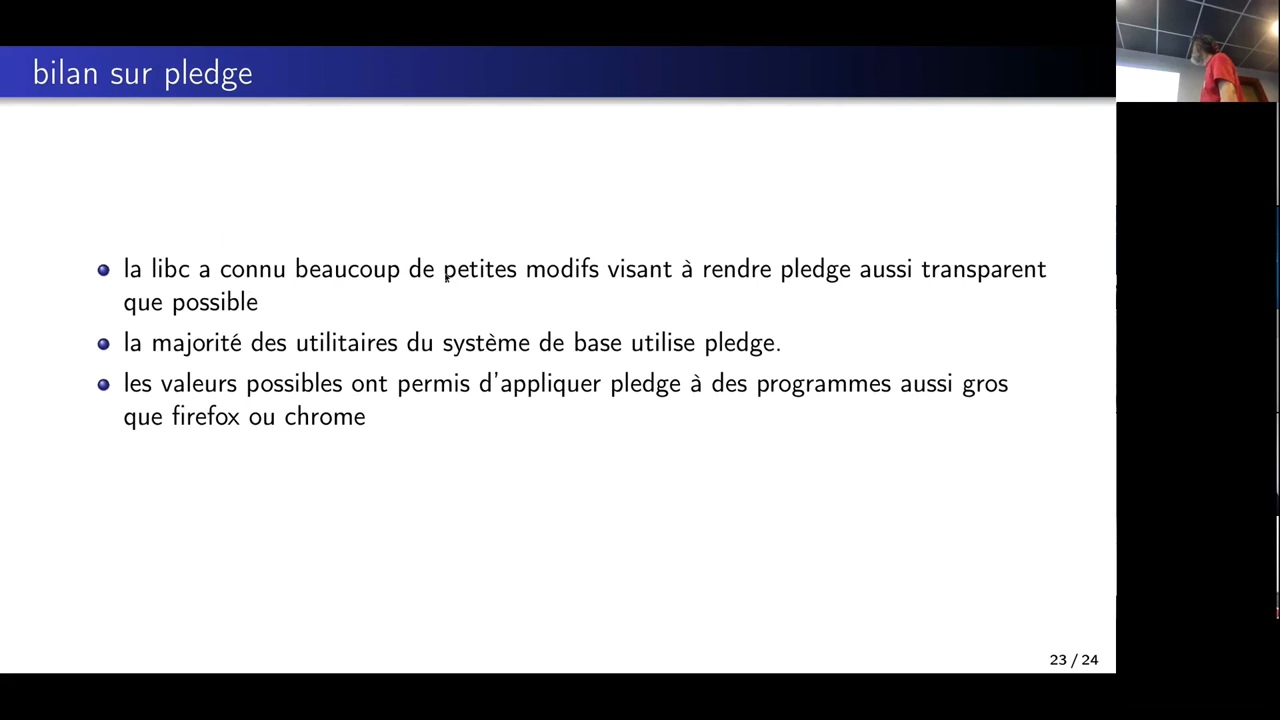 bilan sur pledge
la libc a connu beaucoup de petites modifs visant à rendre pledge aussi transparent
que possible
la majorité des utilitaires du système de base utilise pledge.
les valeurs possibles ont permis d'appliquer pledge à des programmes aussi gros
que firefox ou chrome
23 / 24